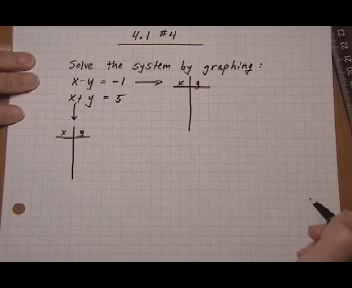 4.1 #4
Solve the system by graphing:
x - y = -1 → x y
x + y = 5
x y